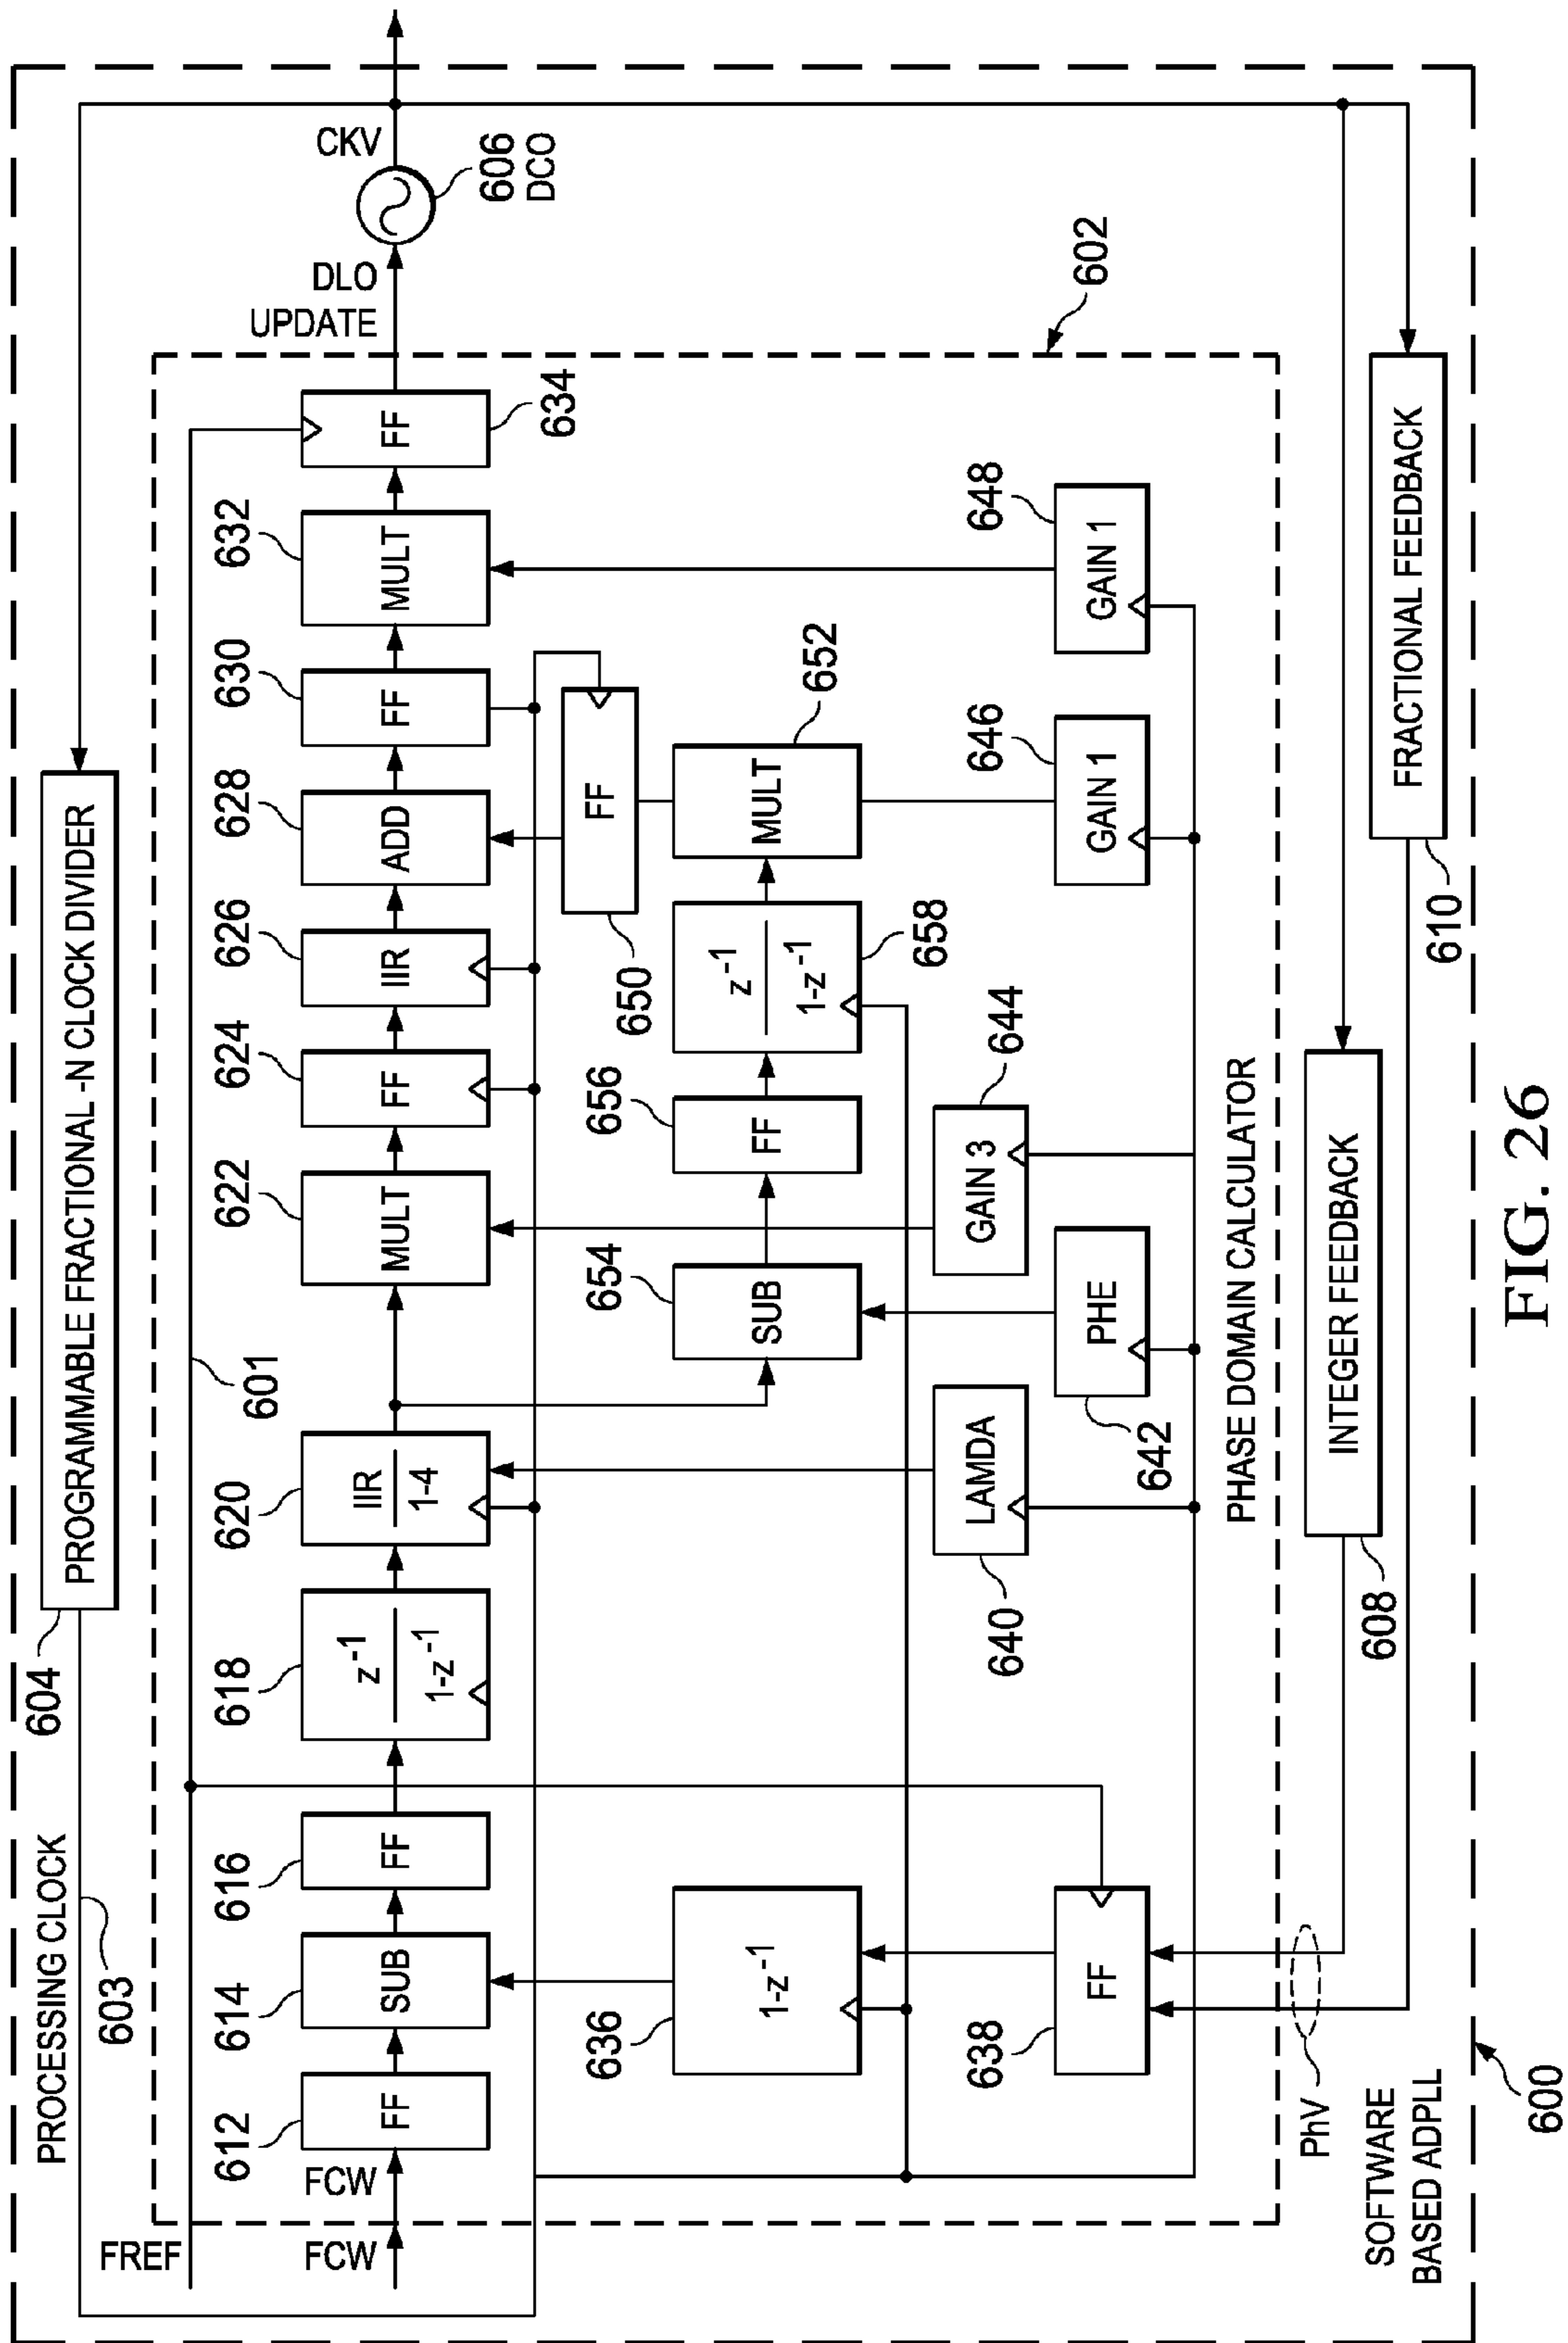 PROCESSING CLOCK
603
604
PROGRAMMABLE FRACTIONAL -N CLOCK DIVIDER
FREF
601
FCW
FCW
612
FF
614
SUB
616
FF
618
z-1
1-z-1
620
IIR
1-4
622
MULT
624
FF
626
IIR
628
ADD
630
FF
632
MULT
634
FF
DLO
UPDATE
CKV
606
DCO
602
636
1-z-1
654
SUB
656
FF
658
z-1
1-z-1
652
MULT
650
FF
638
FF
640
LAMDA
642
PHE
644
GAIN 3
646
GAIN 1
648
GAIN 1
PHASE DOMAIN CALCULATOR
PhV
608
INTEGER FEEDBACK
610
FRACTIONAL FEEDBACK
SOFTWARE
BASED ADPLL
600
FIG. 26